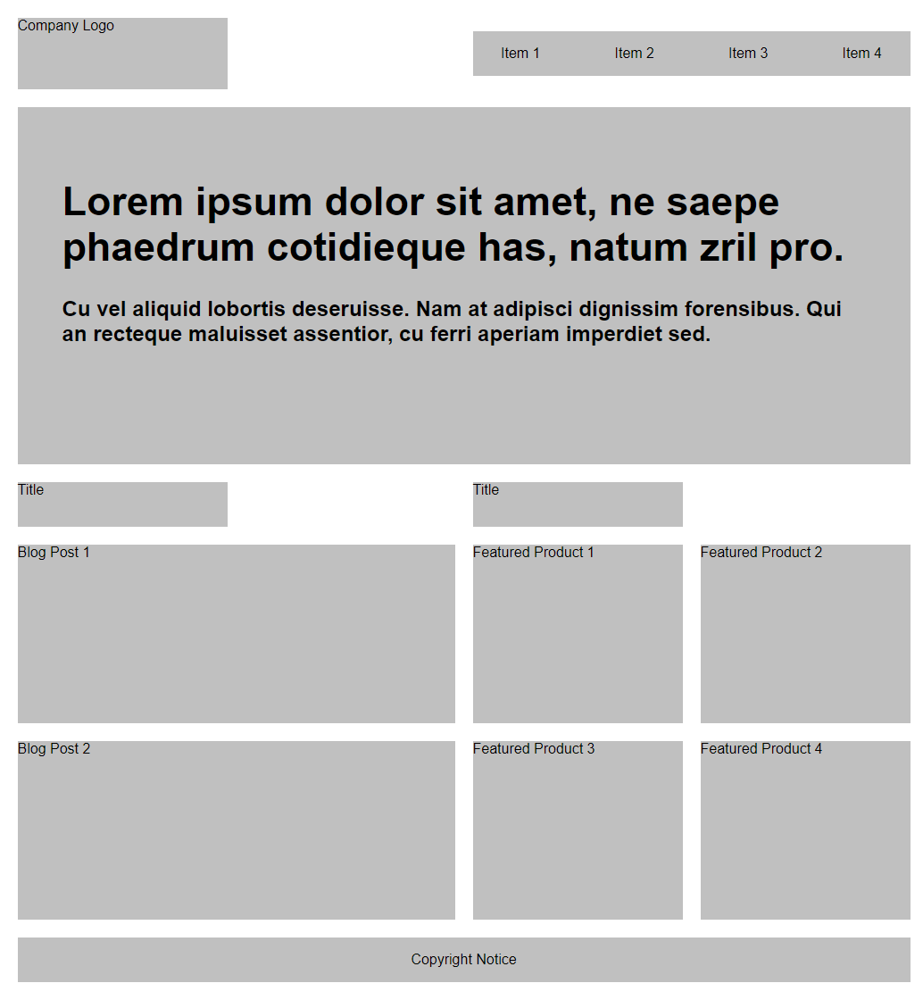 Company Logo
Item 1
Item 2
Item 3
Item 4
Lorem ipsum dolor sit amet, ne saepe
phaedrum cotidieque has, natum zril pro.
Cu vel aliquid lobortis deseruisse. Nam at adipisci dignissim forensibus. Qui
an recteque maluisset assentior, cu ferri aperiam imperdiet sed.
Title
Title
Blog Post 1
Featured Product 1
Featured Product 2
Blog Post 2
Featured Product 3
Featured Product 4
Copyright Notice